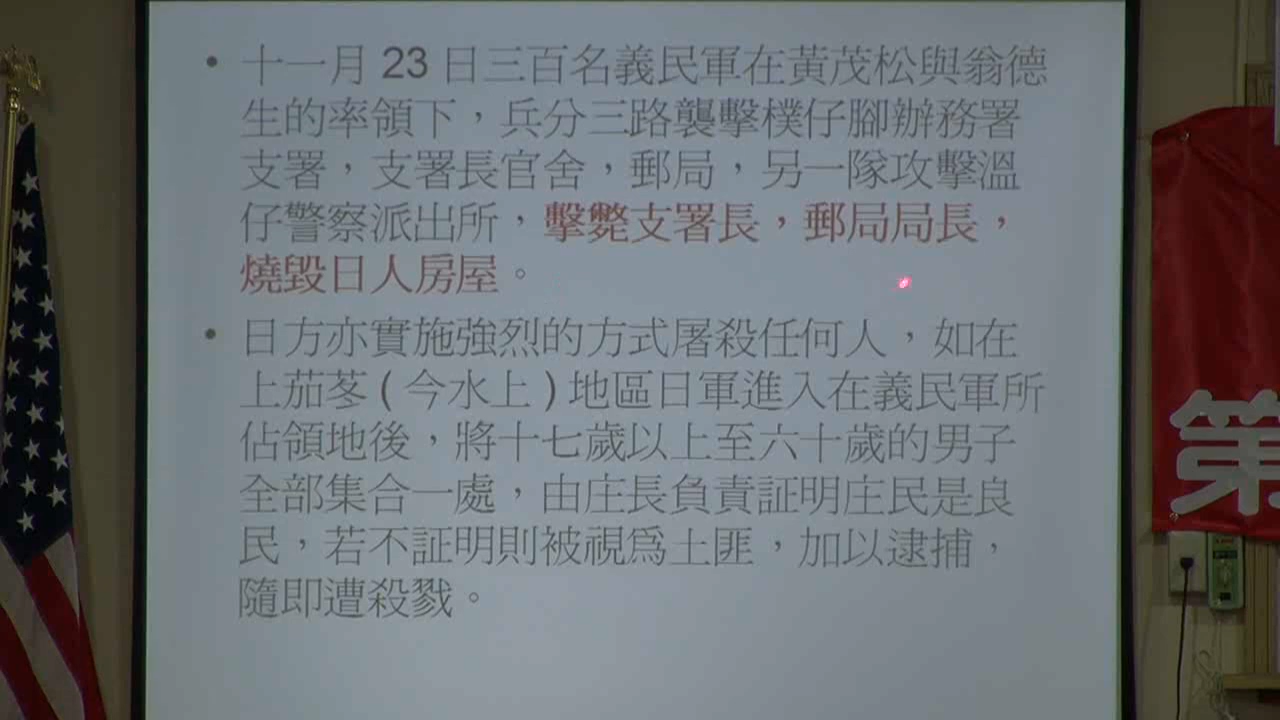 • 十一月 23 日三百名義民軍在黃茂松與翁德
生的率領下，兵分三路襲擊樸仔腳辦務署
支署，支署長官舍，郵局，另一隊攻擊溫
仔警察派出所，擊斃支署長，郵局局長，
燒毀日人房屋。
• 日方亦實施強烈的方式屠殺任何人，如在
上茄苳 ( 今水上 ) 地區日軍進入在義民軍所
佔領地後，將十七歲以上至六十歲的男子
全部集合一處，由庄長負責証明庄民是良
民，若不証明則被視為土匪，加以逮捕，
隨即遭殺戮。
第